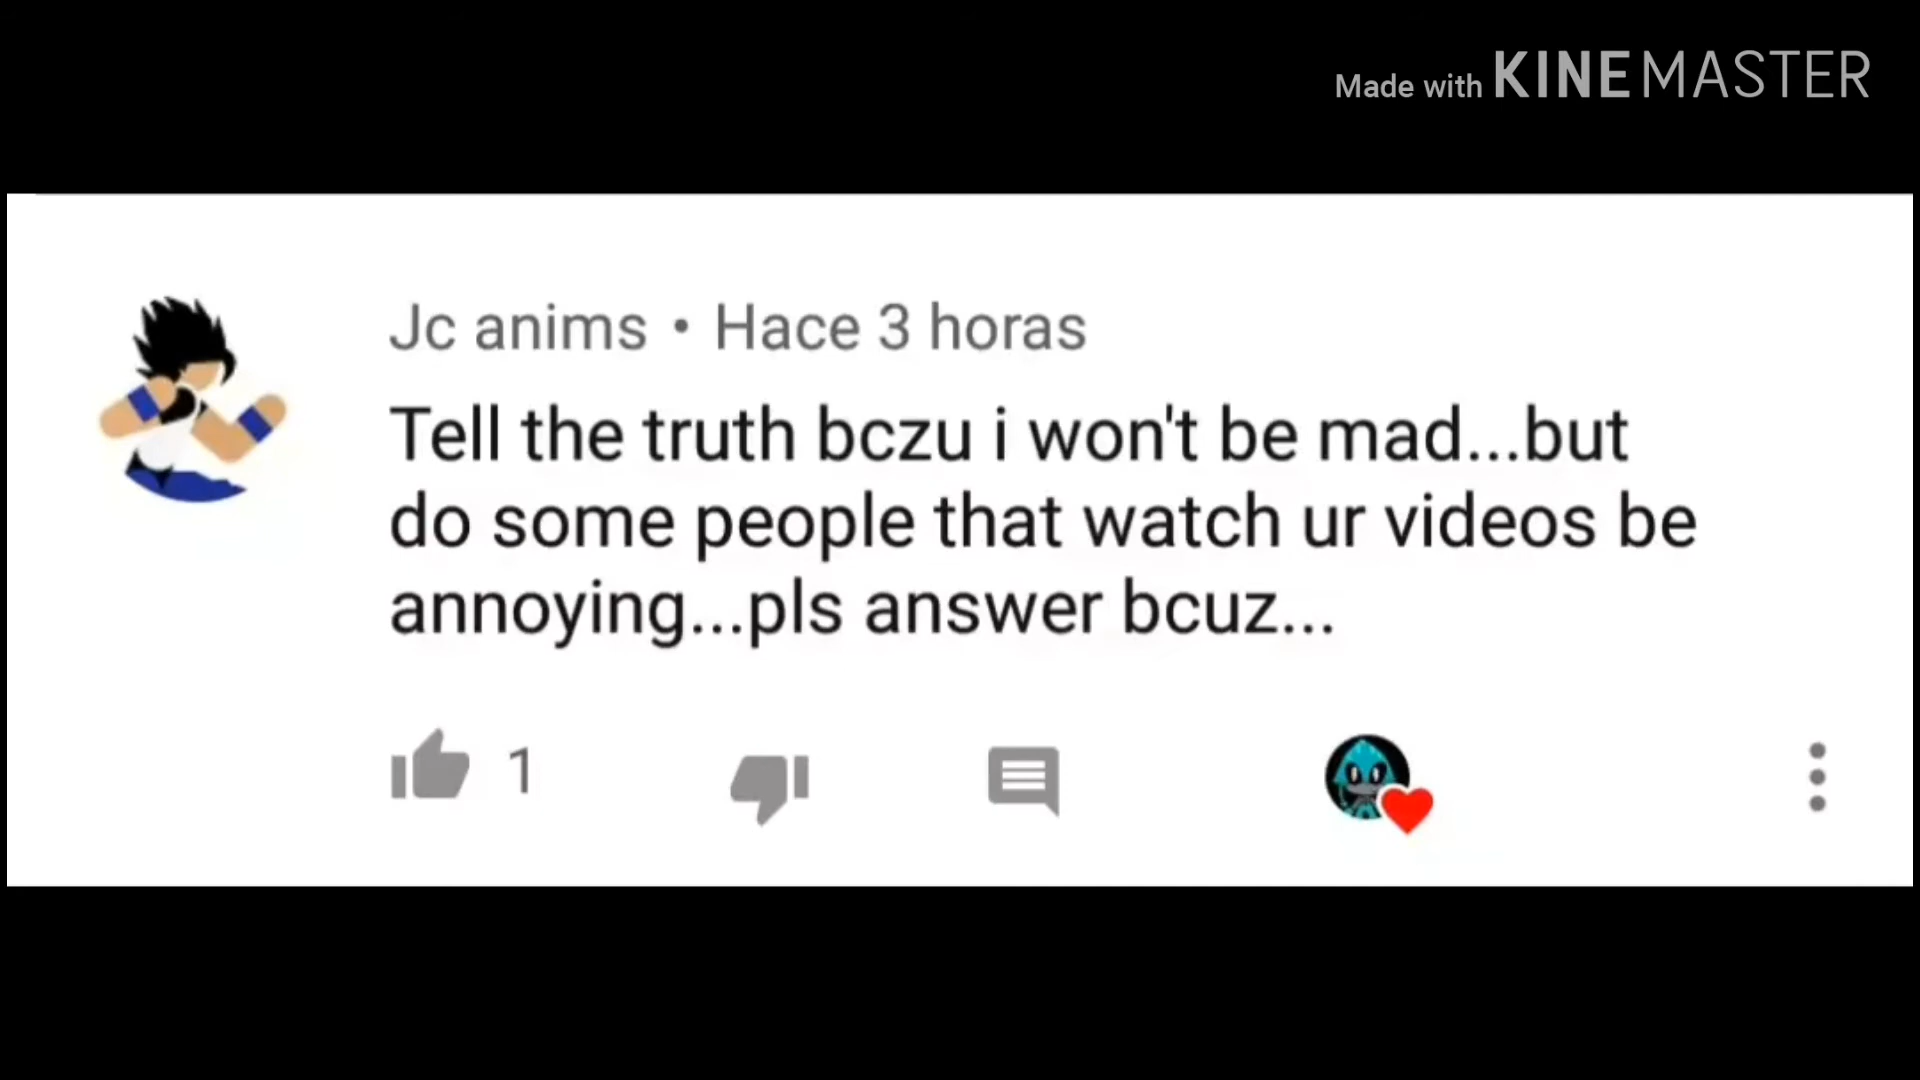 Made with KINEMASTER
Jc anims • Hace 3 horas
Tell the truth bczu i won't be mad...but
do some people that watch ur videos be
annoying...pls answer bcuz...
1